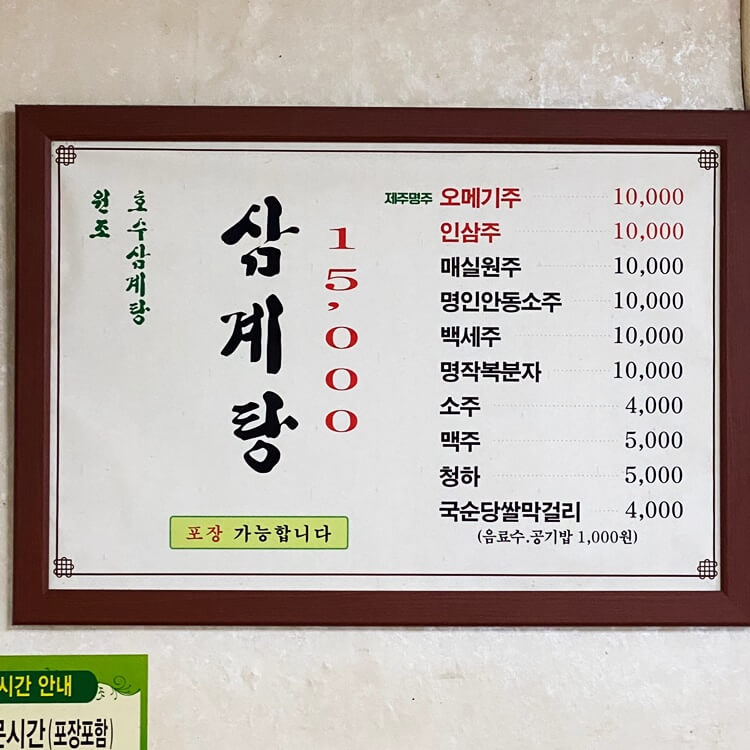 원조
호수삼계탕
삼계탕
15,000
포장 가능합니다
제주명주 오메기주 10,000
인삼주 10,000
매실원주 10,000
명인안동소주 10,000
백세주 10,000
명작복분자 10,000
소주 4,000
맥주 5,000
청하 5,000
국순당쌀막걸리 4,000
(음료수.공기밥 1,000원)
시간 안내
문시간(포장포함)